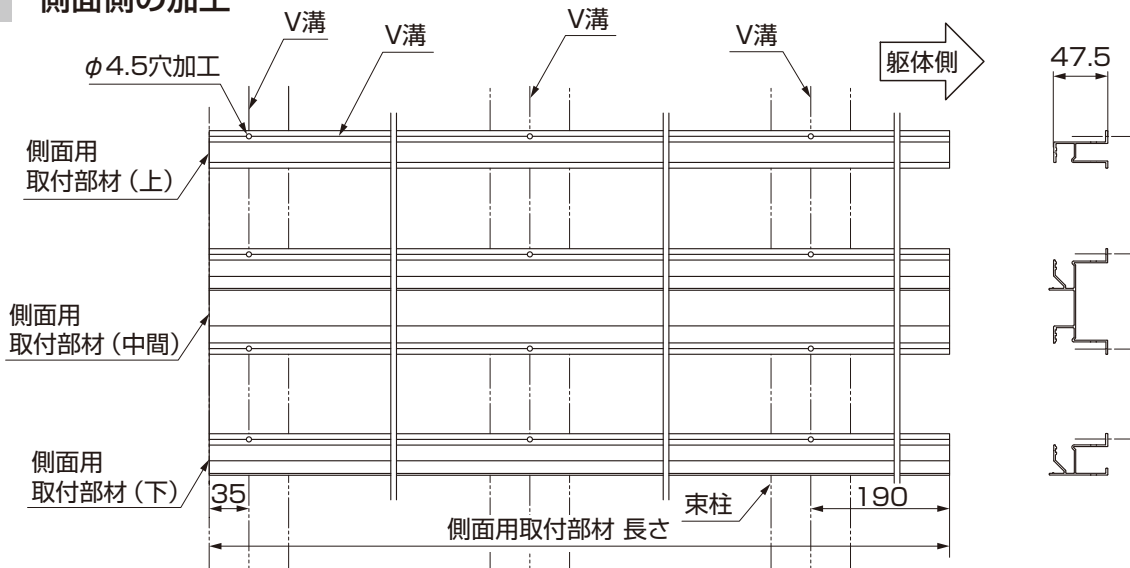 側面側の加工
V溝
V溝
V溝
V溝
φ4.5穴加工
躯体側
47.5
側面用
取付部材(上)
側面用
取付部材(中間)
側面用
取付部材(下)
35
束柱
190
側面用取付部材 長さ